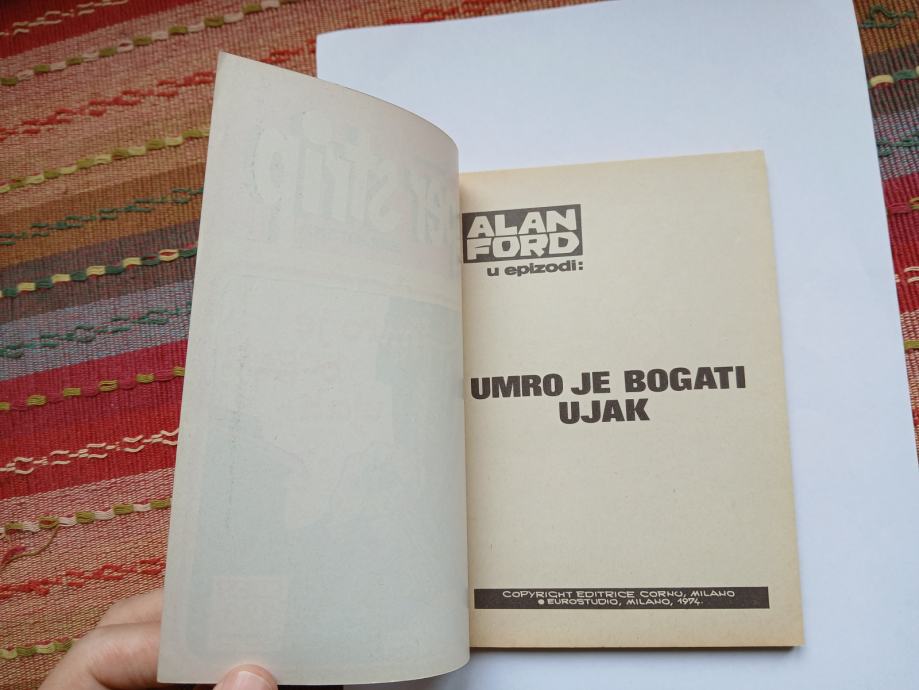 ALAN
FORD
u epizodi:
UMRO JE BOGATI
UJAK
COPYRIGHT EDITRICE CORNO, MILANO
● EUROSTUDIO, MILANO, 1974.